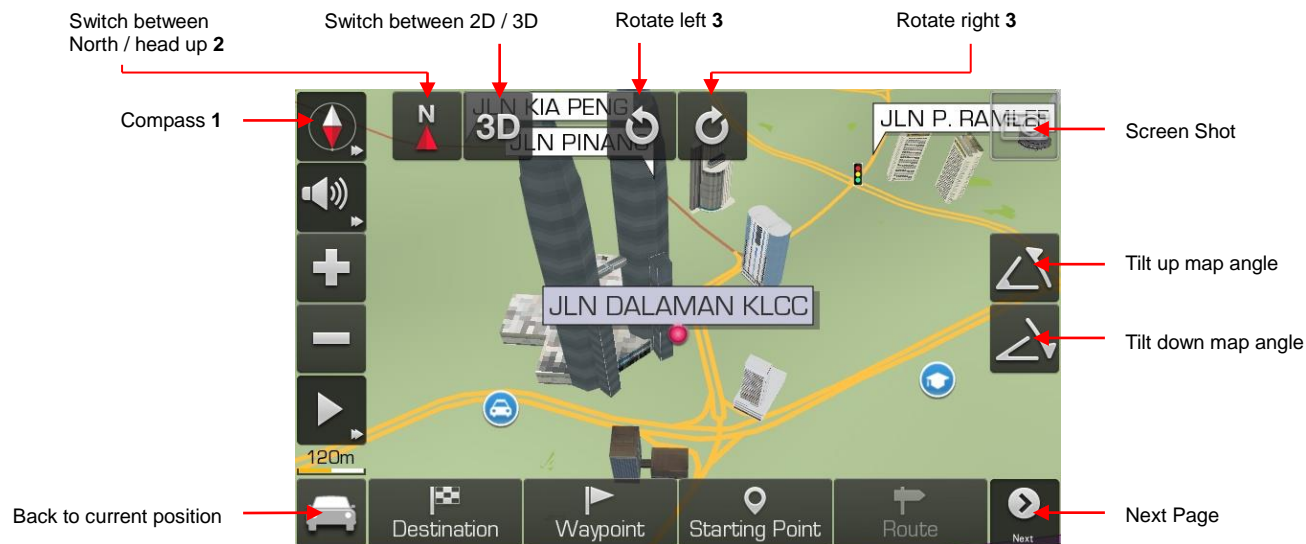 Switch between
North / head up 2
Switch between 2D / 3D
Rotate left 3
Rotate right 3
Compass 1
N
3D
JLN KIA PENG
JLN PINANG
JLN P. RAMLEE
Screen Shot
JLN DALAMAN KLCC
Tilt up map angle
Tilt down map angle
120m
Back to current position
Destination
Waypoint
Starting Point
Route
Next
Next Page